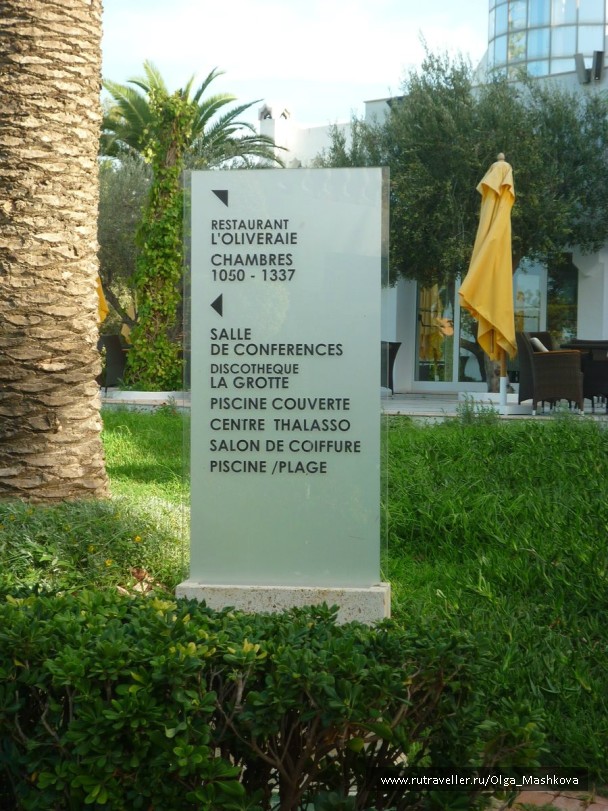 RESTAURANT
L'OLIVERAIE
CHAMBRES
1050 - 1337
SALLE
DE CONFERENCES
DISCOTHEQUE
LA GROTTE
PISCINE COUVERTE
CENTRE THALASSO
SALON DE COIFFURE
PISCINE /PLAGE
www.rutraveller.ru/Olga_Mashkova